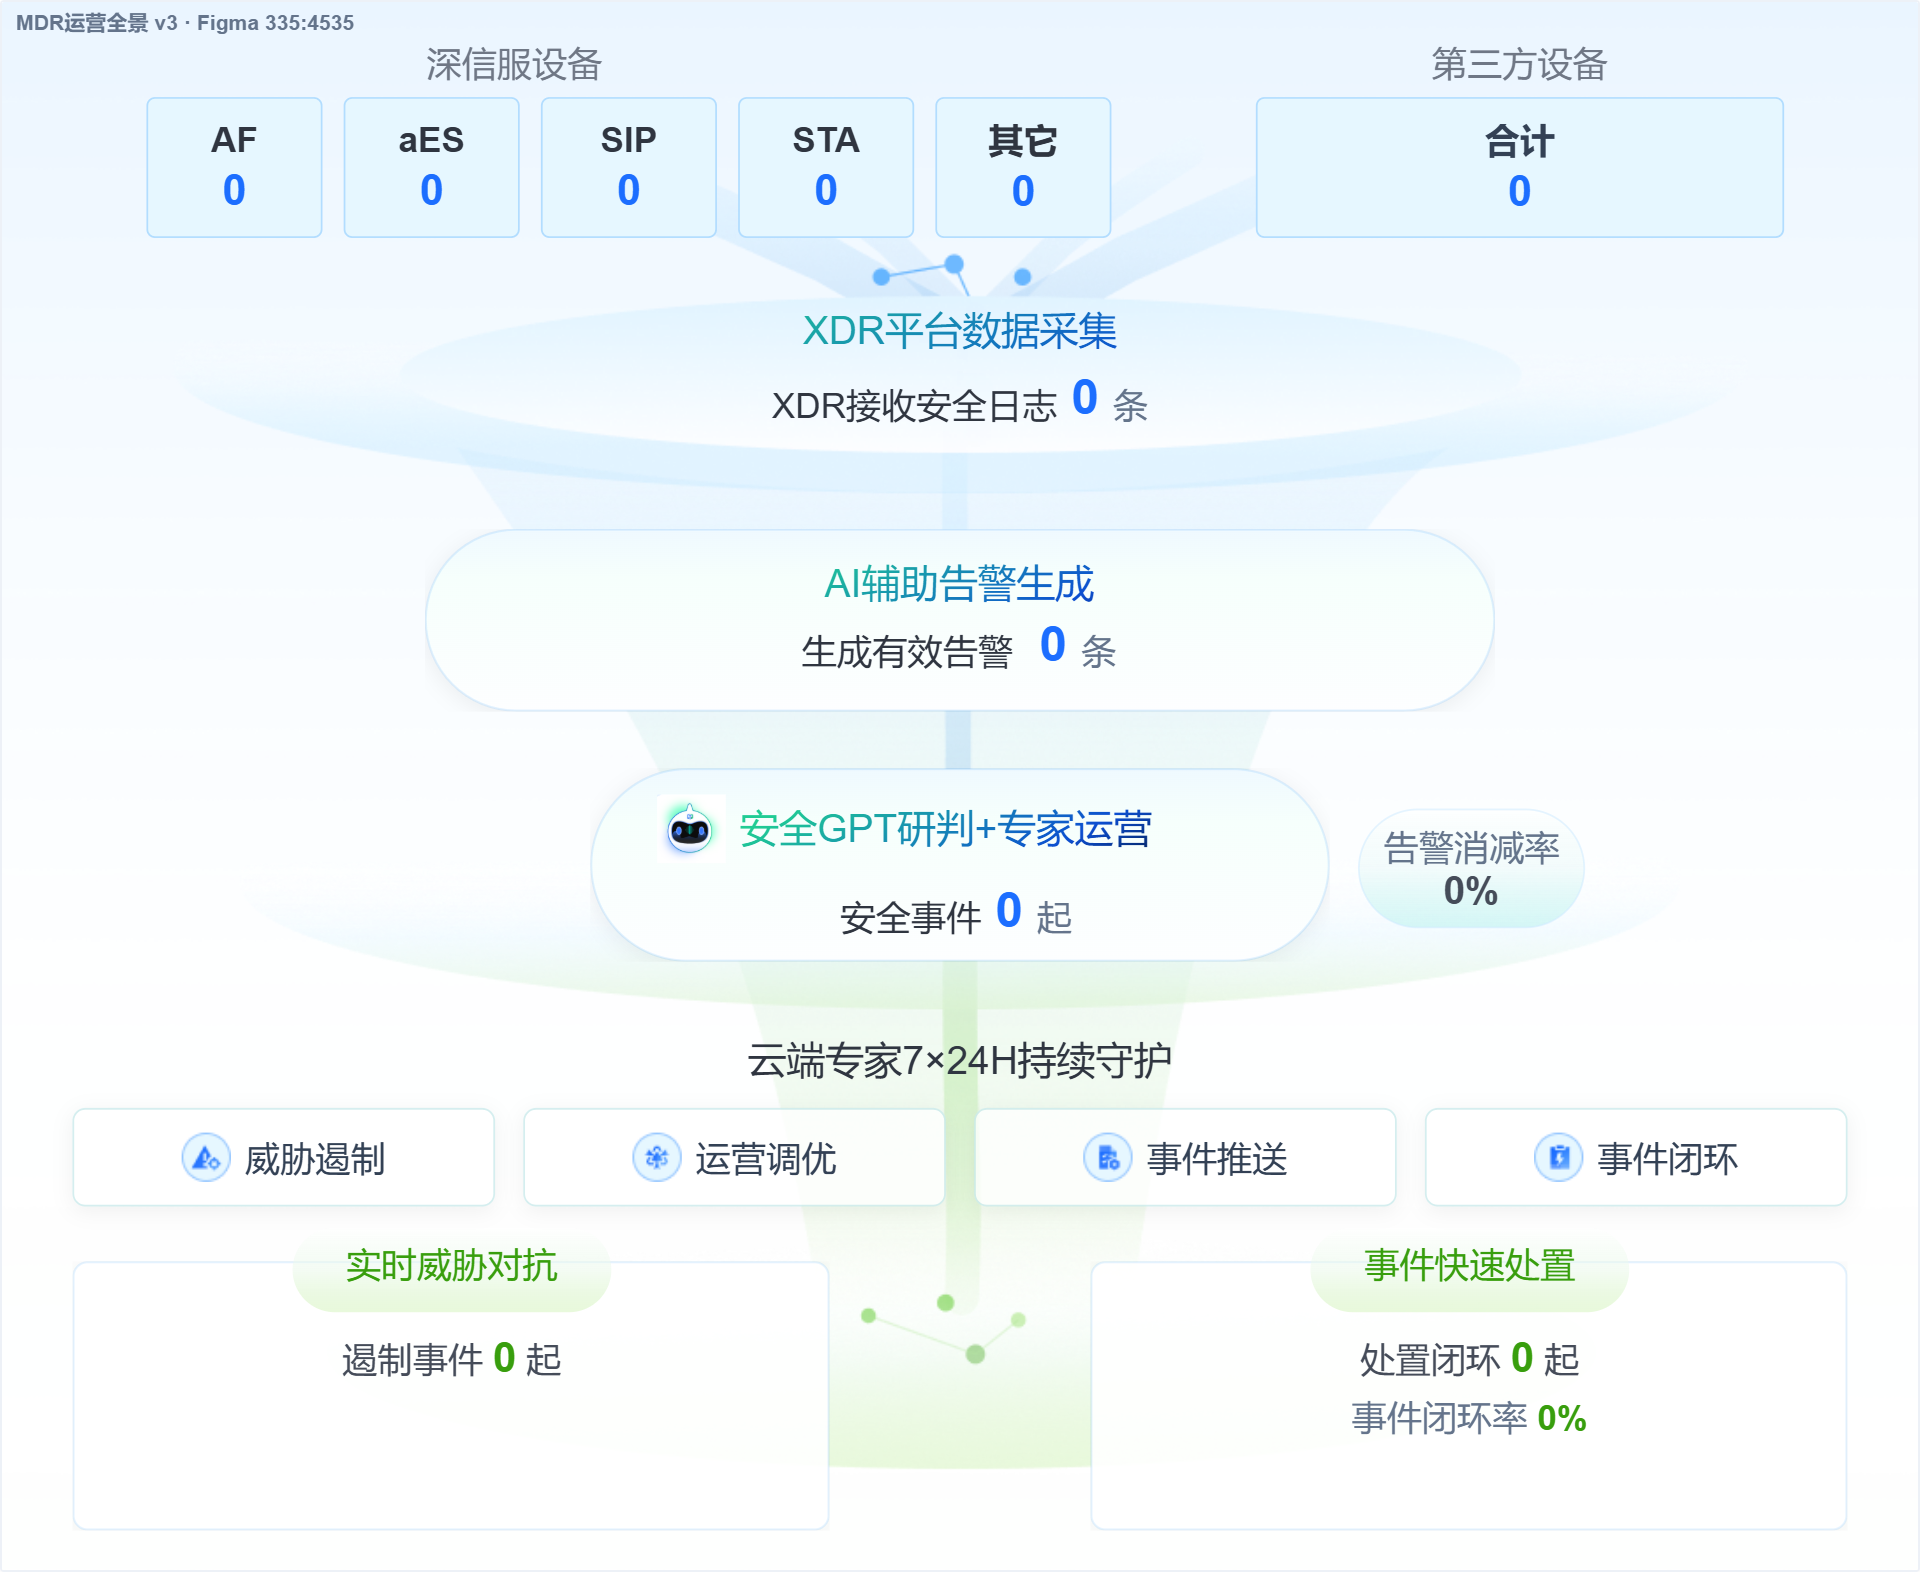 MDR运营全景 v3 · Figma 335:4535
深信服设备
第三方设备
AF
0
aES
0
SIP
0
STA
0
其它
0
合计
0
XDR平台数据采集
XDR接收安全日志 0 条
AI辅助告警生成
生成有效告警 0 条
安全GPT研判+专家运营
安全事件 0 起
告警消减率
0%
云端专家7×24H持续守护
威胁遏制
运营调优
事件推送
事件闭环
实时威胁对抗
遏制事件 0 起
事件快速处置
处置闭环 0 起
事件闭环率 0%